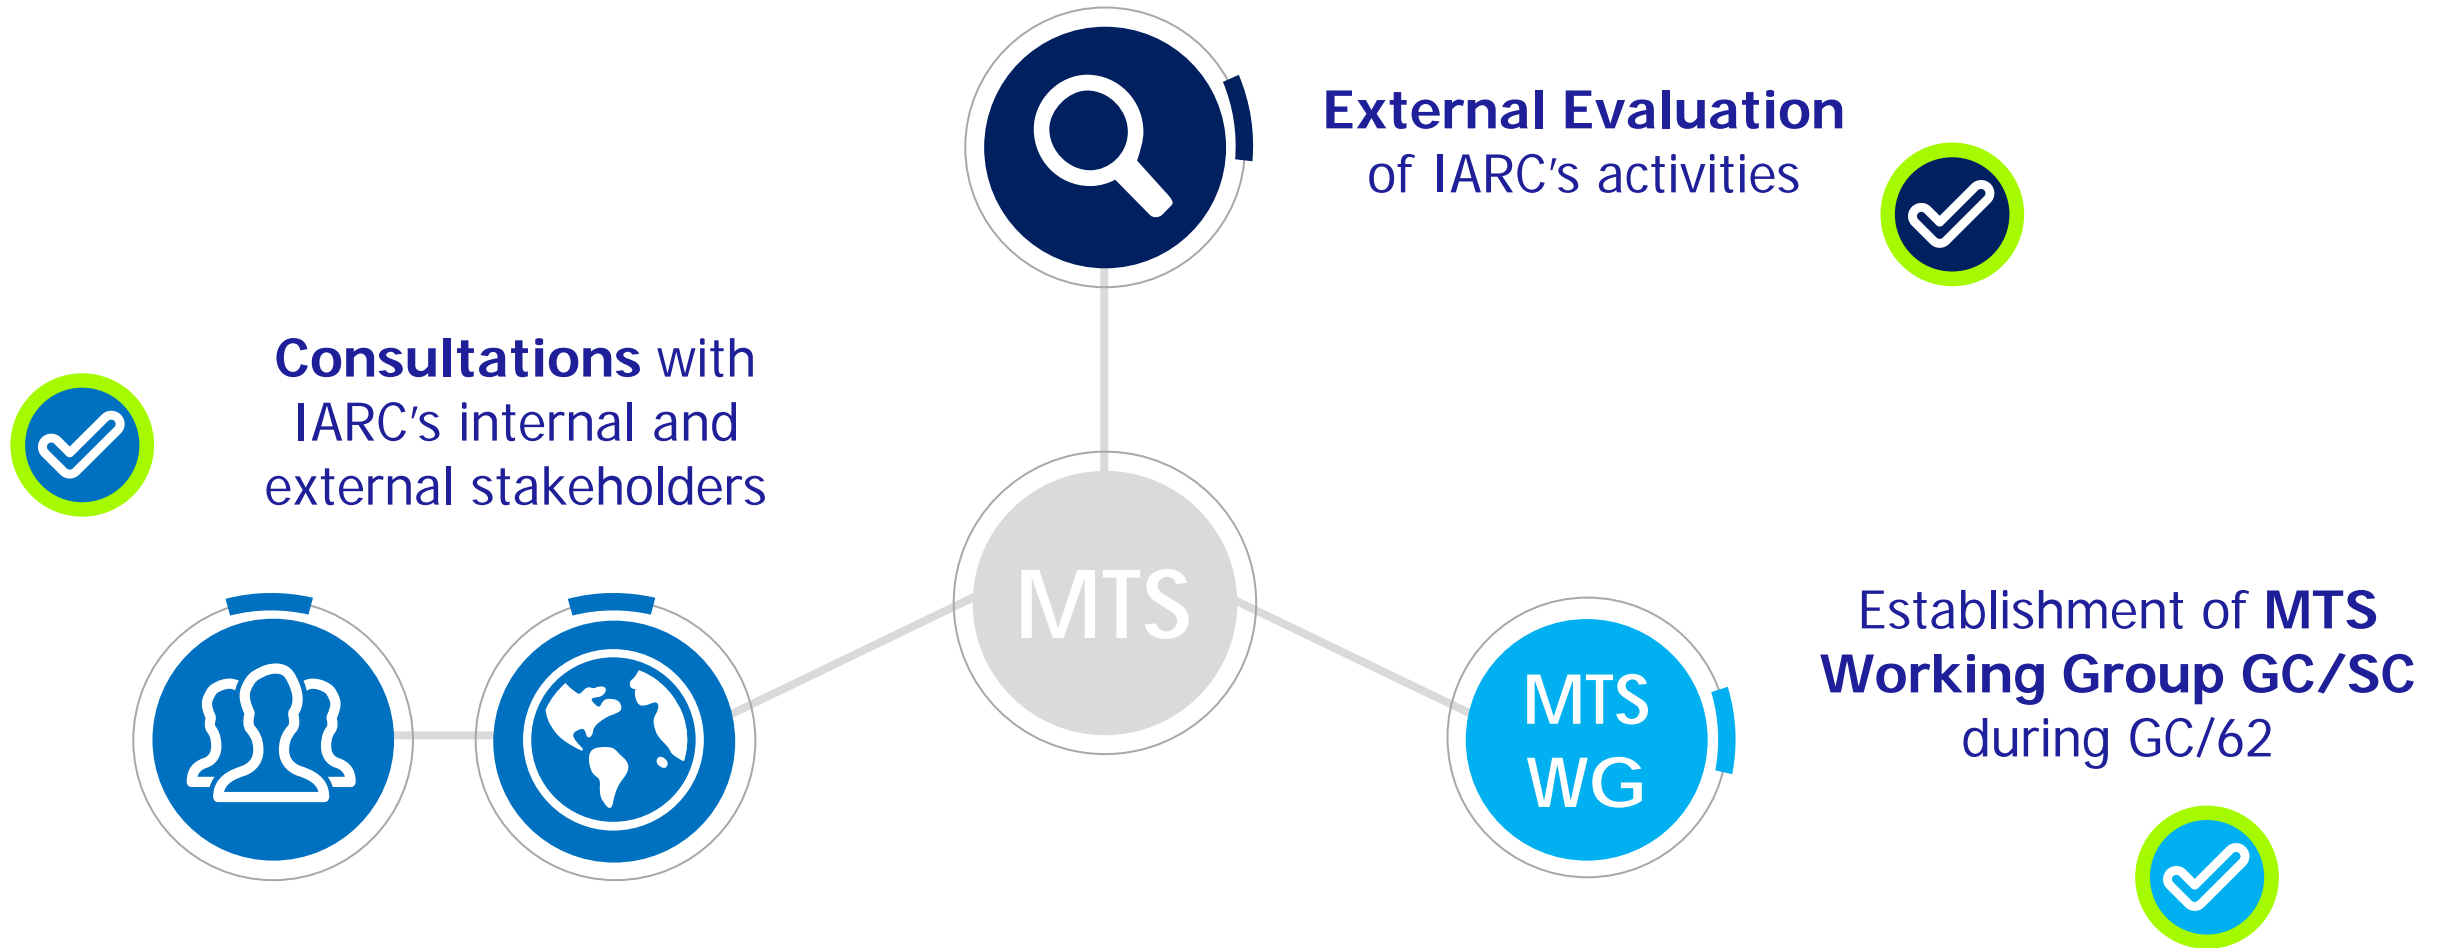 External Evaluation
of IARC's activities
Consultations with
IARC's internal and
external stakeholders
MTS
MTS
WG
Establishment of MTS
Working Group GC/SC
during GC/62